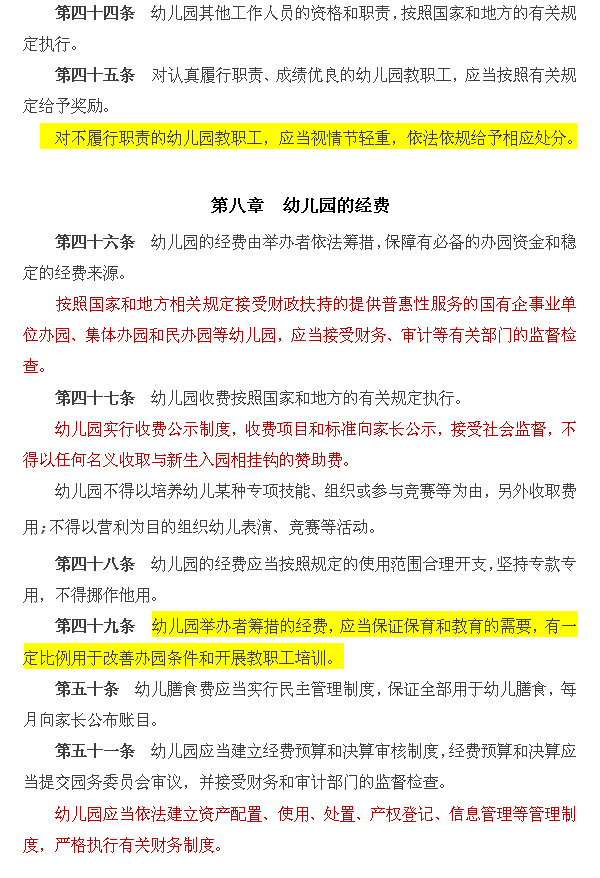 第四十四条　幼儿园其他工作人员的资格和职责,按照国家和地方的有关规
定执行。
第四十五条　对认真履行职责、成绩优良的幼儿园教职工，应当按照有关规
定给予奖励。
对不履行职责的幼儿园教职工，应当视情节轻重，依法依规给予相应处分。
第八章　幼儿园的经费
第四十六条　幼儿园的经费由举办者依法筹措,保障有必备的办园资金和稳
定的经费来源。
按照国家和地方相关规定接受财政扶持的提供普惠性服务的国有企事业单
位办园、集体办园和民办园等幼儿园，应当接受财务、审计等有关部门的监督检
查。
第四十七条　幼儿园收费按照国家和地方的有关规定执行。
幼儿园实行收费公示制度，收费项目和标准向家长公示，接受社会监督，不
得以任何名义收取与新生入园相挂钩的赞助费。
幼儿园不得以培养幼儿某种专项技能、组织或参与竞赛等为由，另外收取费
用;不得以营利为目的组织幼儿表演、竞赛等活动。
第四十八条　幼儿园的经费应当按照规定的使用范围合理开支,坚持专款专
用，不得挪作他用。
第四十九条　幼儿园举办者筹措的经费，应当保证保育和教育的需要，有一
定比例用于改善办园条件和开展教职工培训。
第五十条　幼儿膳食费应当实行民主管理制度，保证全部用于幼儿膳食，每
月向家长公布账目。
第五十一条　幼儿园应当建立经费预算和决算审核制度,经费预算和决算应
当提交园务委员会审议，并接受财务和审计部门的监督检查。
幼儿园应当依法建立资产配置、使用、处置、产权登记、信息管理等管理制
度，严格执行有关财务制度。